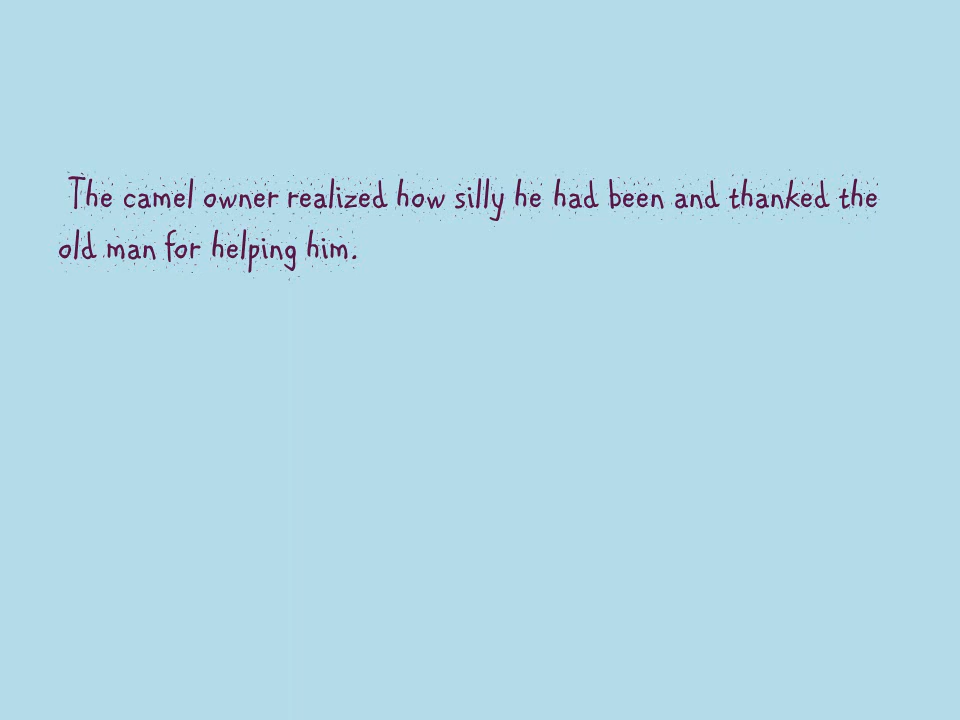 The camel owner realized how silly he had been and thanked the
old man for helping him.